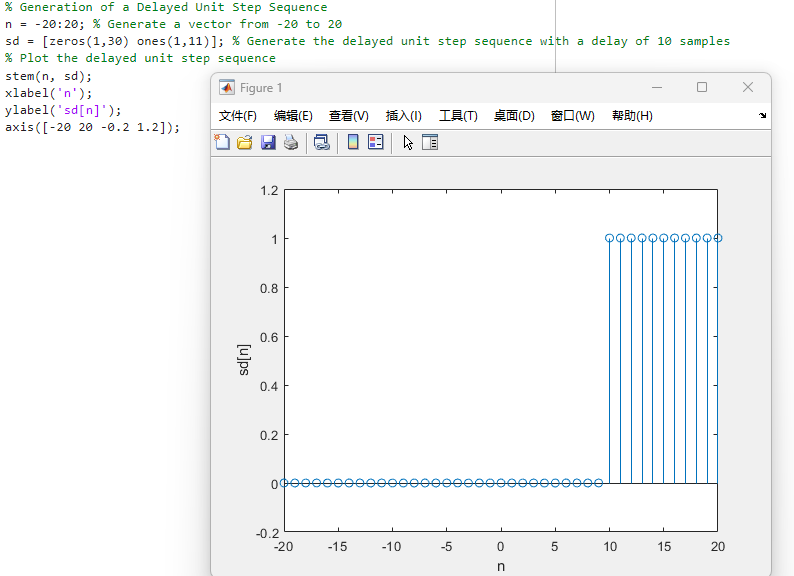 % Generation of a Delayed Unit Step Sequence
n = -20:20; % Generate a vector from -20 to 20
sd = [zeros(1,30) ones(1,11)]; % Generate the delayed unit step sequence with a delay of 10 samples
% Plot the delayed unit step sequence
stem(n, sd);
xlabel('n');
ylabel('sd[n]');
axis([-20 20 -0.2 1.2]);
Figure 1
文件(F) 编辑(E) 查看(V) 插入(I) 工具(T) 桌面(D) 窗口(W) 帮助(H)
1.2
1
0.8
0.6
0.4
0.2
0
-0.2
sd[n]
-20 -15 -10 -5 0 5 10 15 20
n